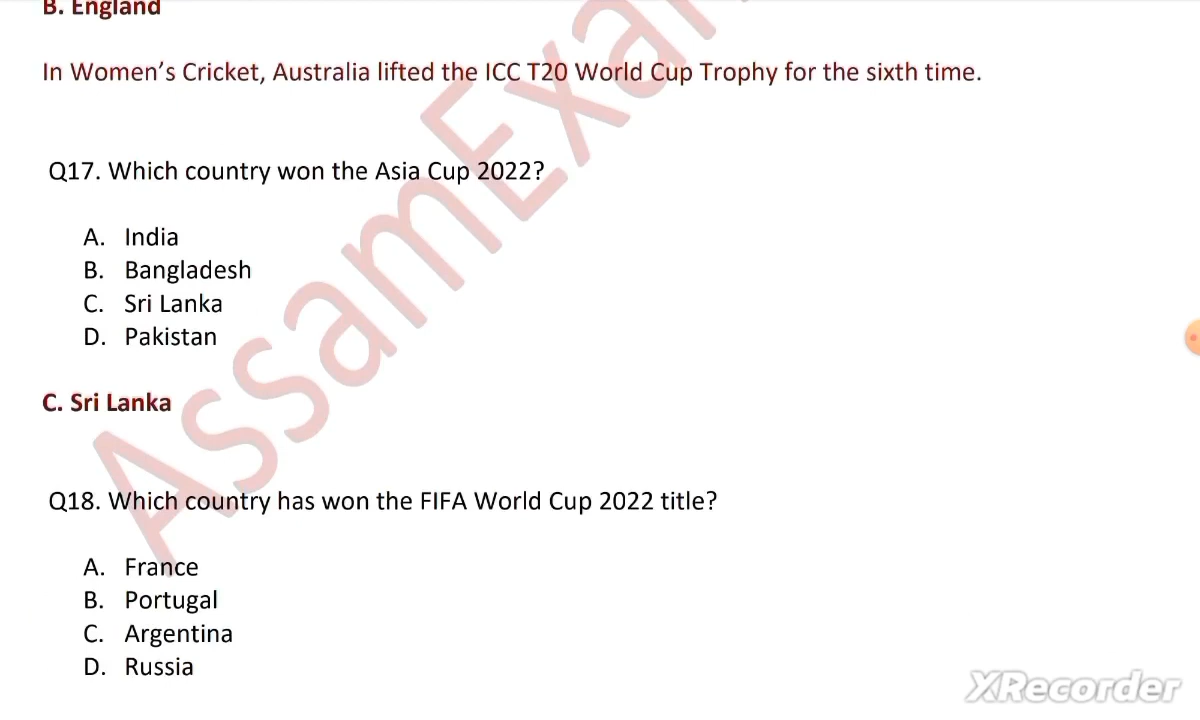 B. England
In Women’s Cricket, Australia lifted the ICC T20 World Cup Trophy for the sixth time.
Q17. Which country won the Asia Cup 2022?
A. India
B. Bangladesh
C. Sri Lanka
D. Pakistan
C. Sri Lanka
Q18. Which country has won the FIFA World Cup 2022 title?
A. France
B. Portugal
C. Argentina
D. Russia
AssamExa
XRecorder